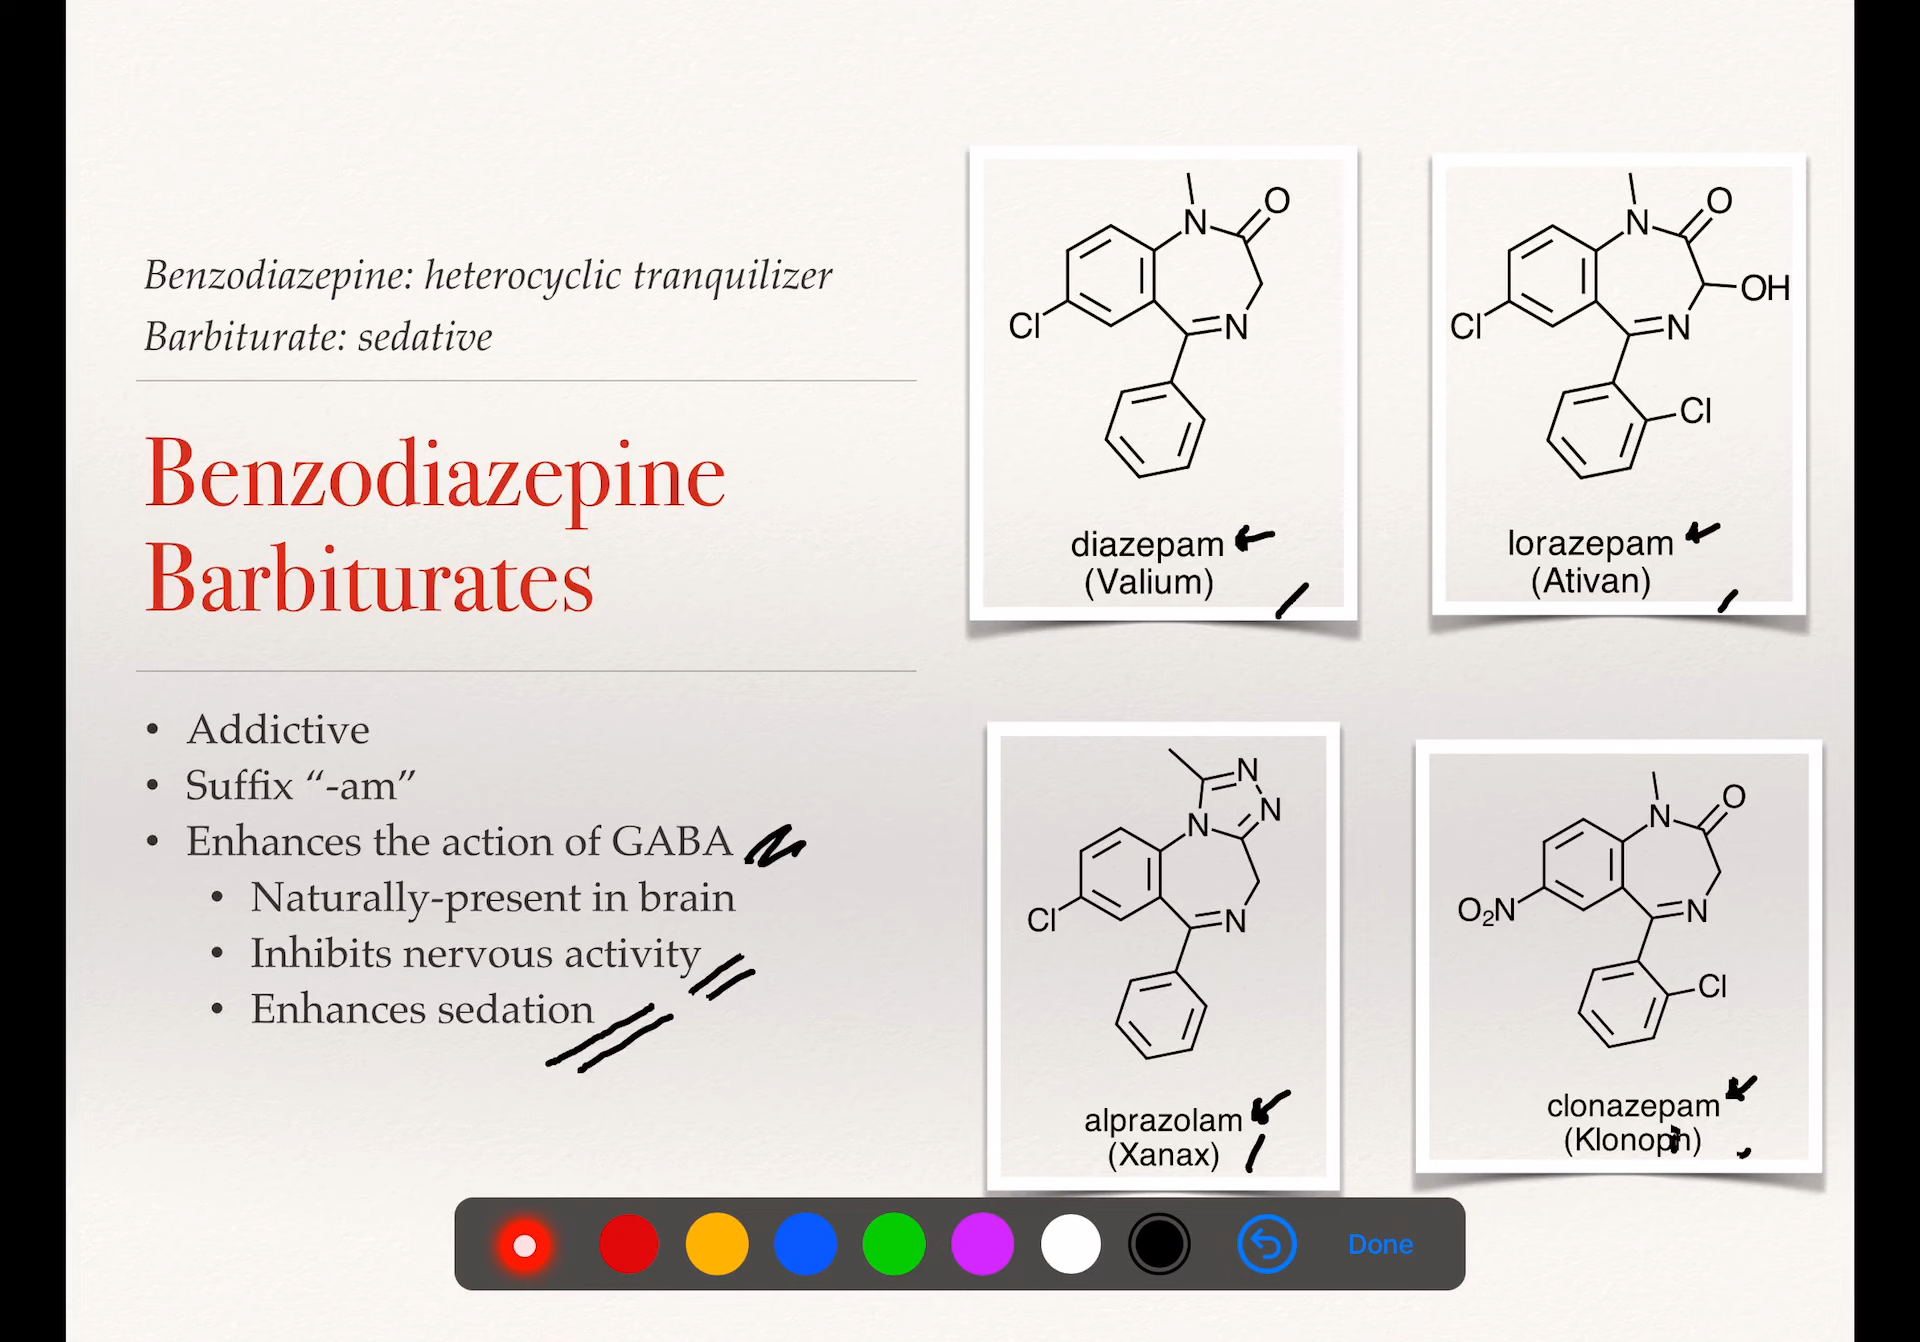 Benzodiazepine: heterocyclic tranquilizer
Barbiturate: sedative
Benzodiazepine
Barbiturates
• Addictive
• Suffix “-am”
• Enhances the action of GABA
• Naturally-present in brain
• Inhibits nervous activity
• Enhances sedation
N
O
Cl
N
diazepam
(Valium)
N
O
OH
Cl
N
Cl
lorazepam
(Ativan)
N
N
N
Cl
N
alprazolam
(Xanax)
N
O
O2N
N
Cl
clonazepam
(Klonopin)
Done